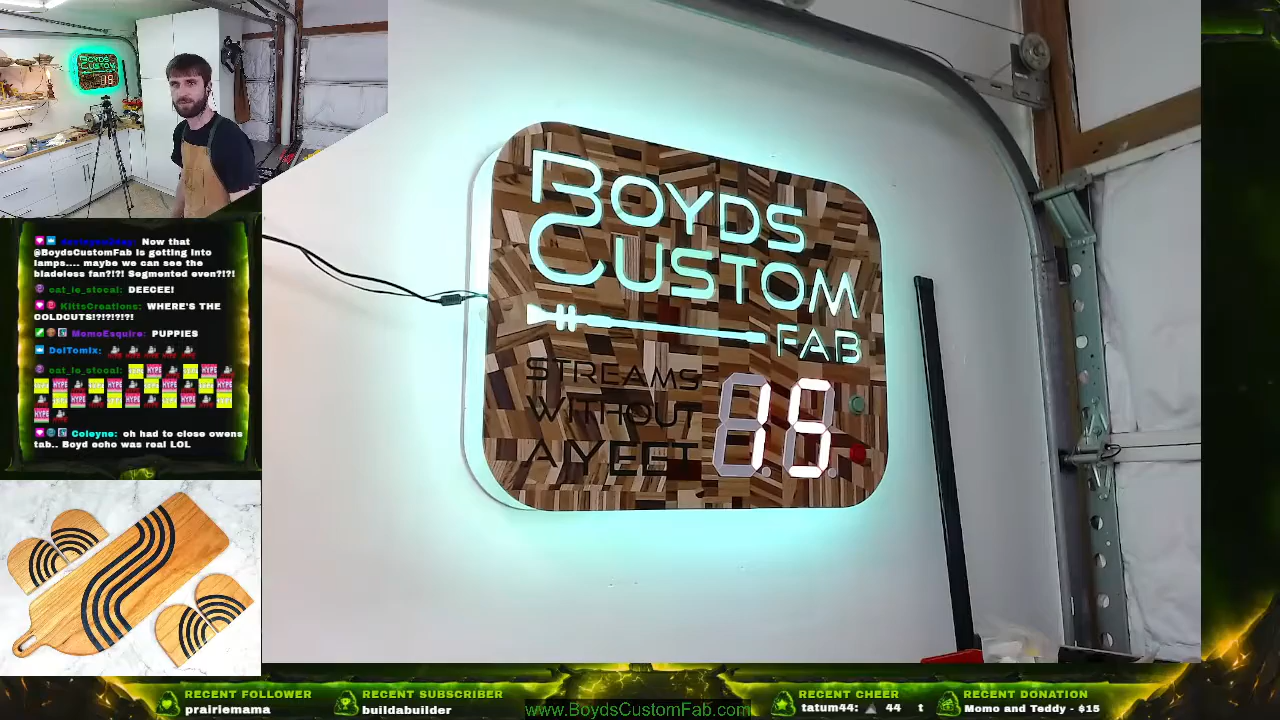 BOYDS
CUSTOM
FAB
STREAMS
WITHOUT
A YEET
15
Now that
@BoydsCustomFab is getting into
lamps.... maybe we can see the
bladeless fan?!?! Segmented even?!?!
cat_le_stocal: DEECEE!
KittsCreations: WHERE'S THE
COLDCUTS!?!?!?!?!
MomoEsquire: PUPPIES
DolTomix:
cat_le_stocal:
Coleyne: oh had to close owens
tab.. Boyd echo was real LOL
RECENT FOLLOWER
prairiemama
RECENT SUBSCRIBER
buildabuilder
www.BoydsCustomFab.com
RECENT CHEER
tatum44: 44 t
RECENT DONATION
Momo and Teddy - $15